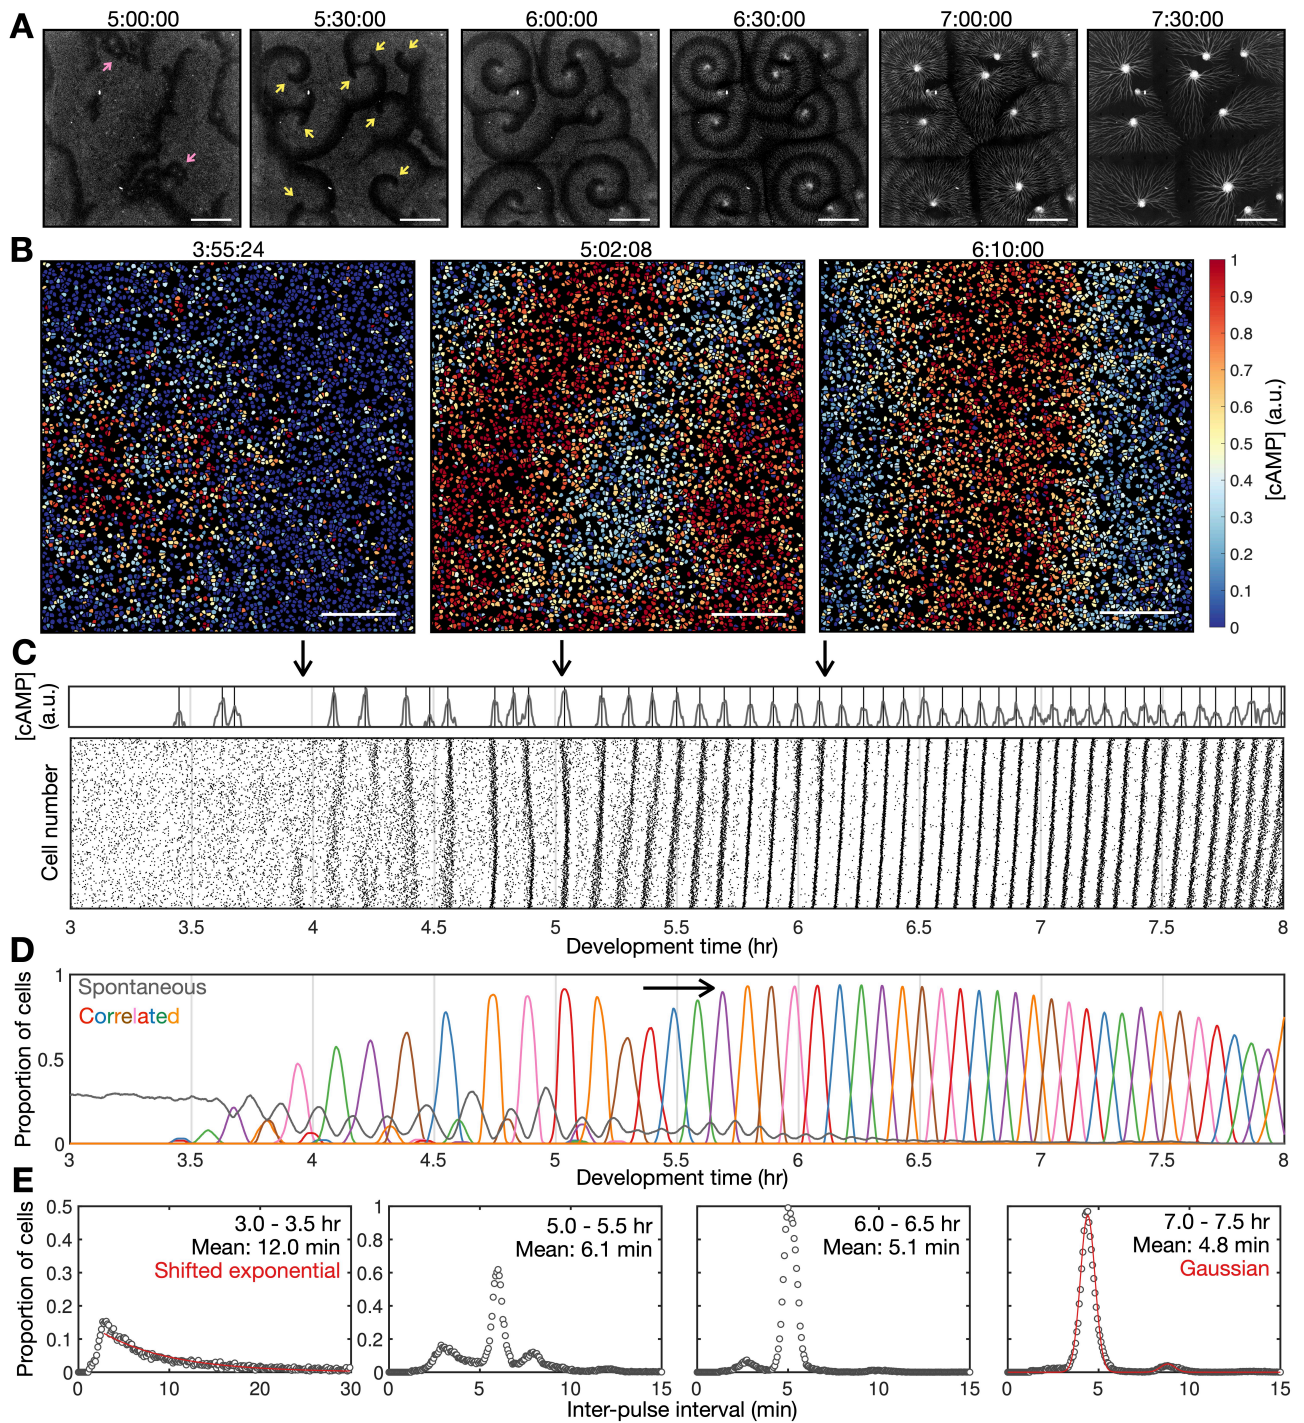 A
5:00:00 5:30:00 6:00:00 6:30:00 7:00:00 7:30:00
B
3:55:24 5:02:08 6:10:00
1
0.9
0.8
0.7
0.6
0.5
0.4
0.3
0.2
0.1
0
[cAMP] (a.u.)
C
[cAMP]
(a.u.)
Cell number
3 3.5 4 4.5 5 5.5 6 6.5 7 7.5 8
Development time (hr)
D
Proportion of cells
1
0.5
0
Spontaneous
Correlated
3 3.5 4 4.5 5 5.5 6 6.5 7 7.5 8
Development time (hr)
E
Proportion of cells
0.5
0.4
0.3
0.2
0.1
0
3.0 - 3.5 hr
Mean: 12.0 min
Shifted exponential
0 10 20 30
1
0.8
0.6
0.4
0.2
0
5.0 - 5.5 hr
Mean: 6.1 min
0 5 10 15
6.0 - 6.5 hr
Mean: 5.1 min
0 5 10 15
7.0 - 7.5 hr
Mean: 4.8 min
Gaussian
0 5 10 15
Inter-pulse interval (min)